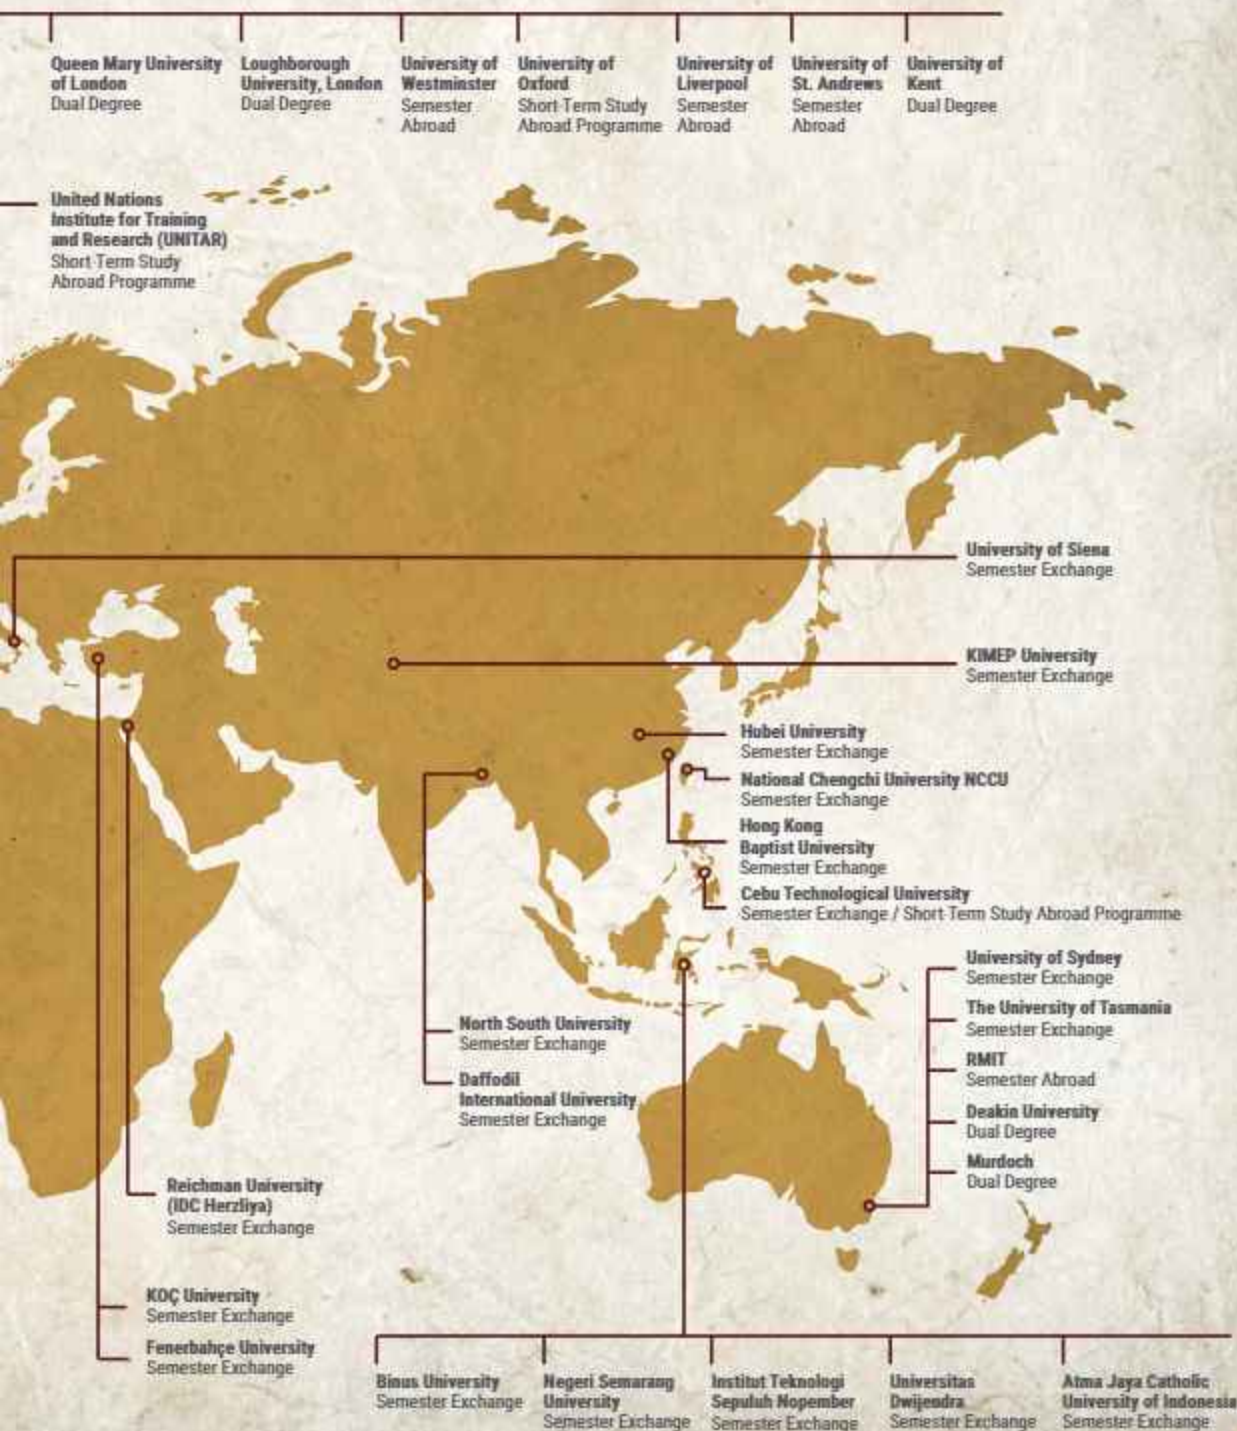 Queen Mary University
of London
Dual Degree
Loughborough
University, London
Dual Degree
University of
Westminster
Semester
Abroad
University of
Oxford
Short Term Study
Abroad Programme
University of
Liverpool
Semester
Abroad
University of
St. Andrews
Semester
Abroad
University of
Kent
Dual Degree
United Nations
Institute for Training
and Research (UNITAR)
Short Term Study
Abroad Programme
University of Siena
Semester Exchange
KIMEP University
Semester Exchange
Hubei University
Semester Exchange
National Chengchi University NCCU
Semester Exchange
Hong Kong
Baptist University
Semester Exchange
Cebu Technological University
Semester Exchange / Short Term Study Abroad Programme
University of Sydney
Semester Exchange
The University of Tasmania
Semester Exchange
RMIT
Semester Abroad
Deakin University
Dual Degree
Murdoch
Dual Degree
North South University
Semester Exchange
Daffodil
International University
Semester Exchange
Reichman University
(IDC Herzliya)
Semester Exchange
KOÇ University
Semester Exchange
Fenerbahçe University
Semester Exchange
Binus University
Semester Exchange
Negeri Semarang
University
Semester Exchange
Institut Teknologi
Sepuluh Nopember
Semester Exchange
Universitas
Dwijendra
Semester Exchange
Atma Jaya Catholic
University of Indonesia
Semester Exchange